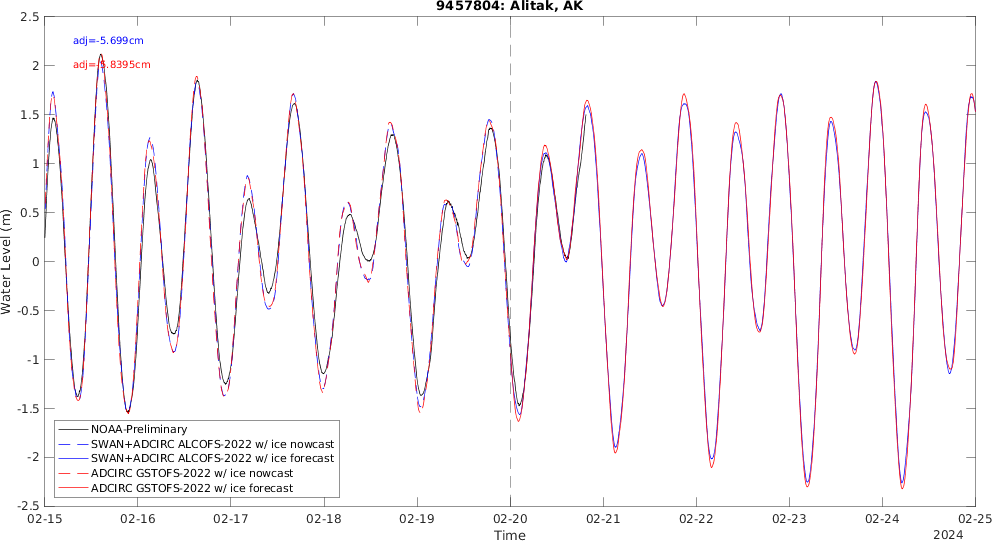 9457804: Alitak, AK
adj=-5.699cm
adj=-5.8395cm
2.5
2
1.5
1
0.5
0
-0.5
-1
-1.5
-2
-2.5
Water Level (m)
NOAA-Preliminary
SWAN+ADCIRC ALCOFS-2022 w/ ice nowcast
SWAN+ADCIRC ALCOFS-2022 w/ ice forecast
ADCIRC GSTOFS-2022 w/ ice nowcast
ADCIRC GSTOFS-2022 w/ ice forecast
02-15 02-16 02-17 02-18 02-19 02-20 02-21 02-22 02-23 02-24 02-25
Time
2024